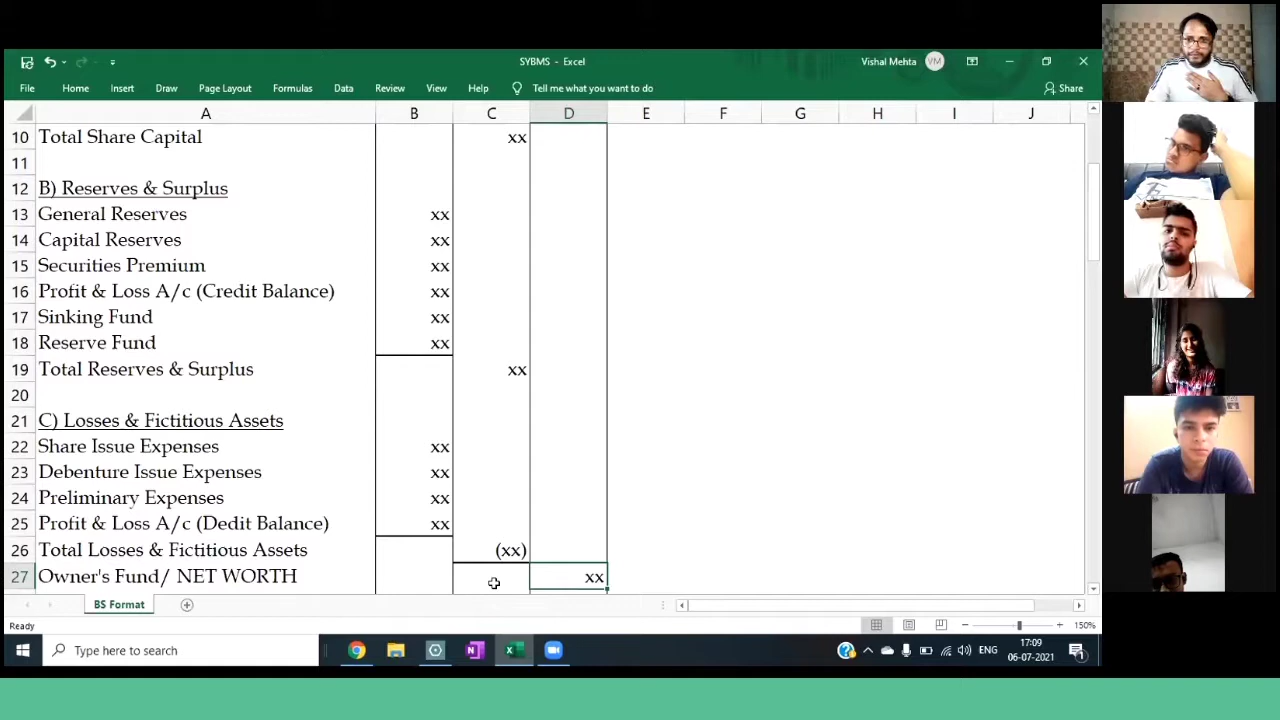 SYBMS - Excel
Vishal Mehta VM
File Home Insert Draw Page Layout Formulas Data Review View Help Tell me what you want to do Share
A B C D E F G H I J
10 Total Share Capital xx
11
12 B) Reserves & Surplus
13 General Reserves xx
14 Capital Reserves xx
15 Securities Premium xx
16 Profit & Loss A/c (Credit Balance) xx
17 Sinking Fund xx
18 Reserve Fund xx
19 Total Reserves & Surplus xx
20
21 C) Losses & Fictitious Assets
22 Share Issue Expenses xx
23 Debenture Issue Expenses xx
24 Preliminary Expenses xx
25 Profit & Loss A/c (Dedit Balance) xx
26 Total Losses & Fictitious Assets (xx)
27 Owner's Fund/ NET WORTH xx
BS Format
Ready 150%
Type here to search ENG 17:09
06-07-2021 1